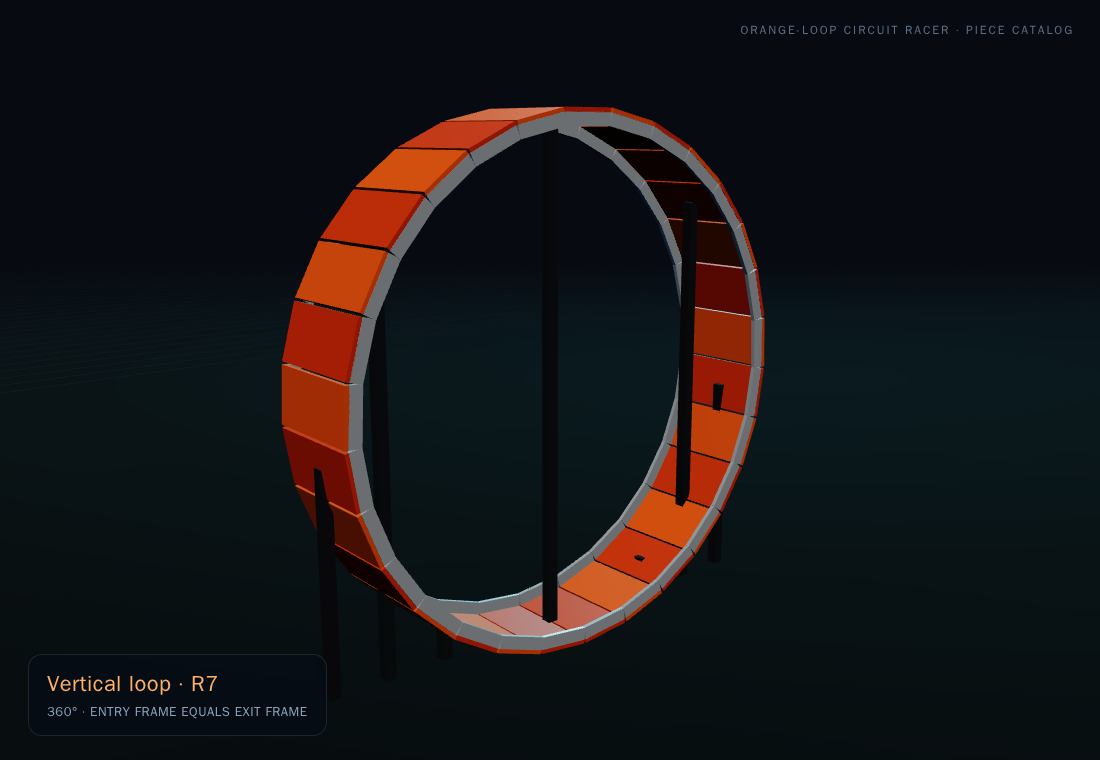 ORANGE-LOOP CIRCUIT RACER · PIECE CATALOG
Vertical loop · R7
360° · ENTRY FRAME EQUALS EXIT FRAME